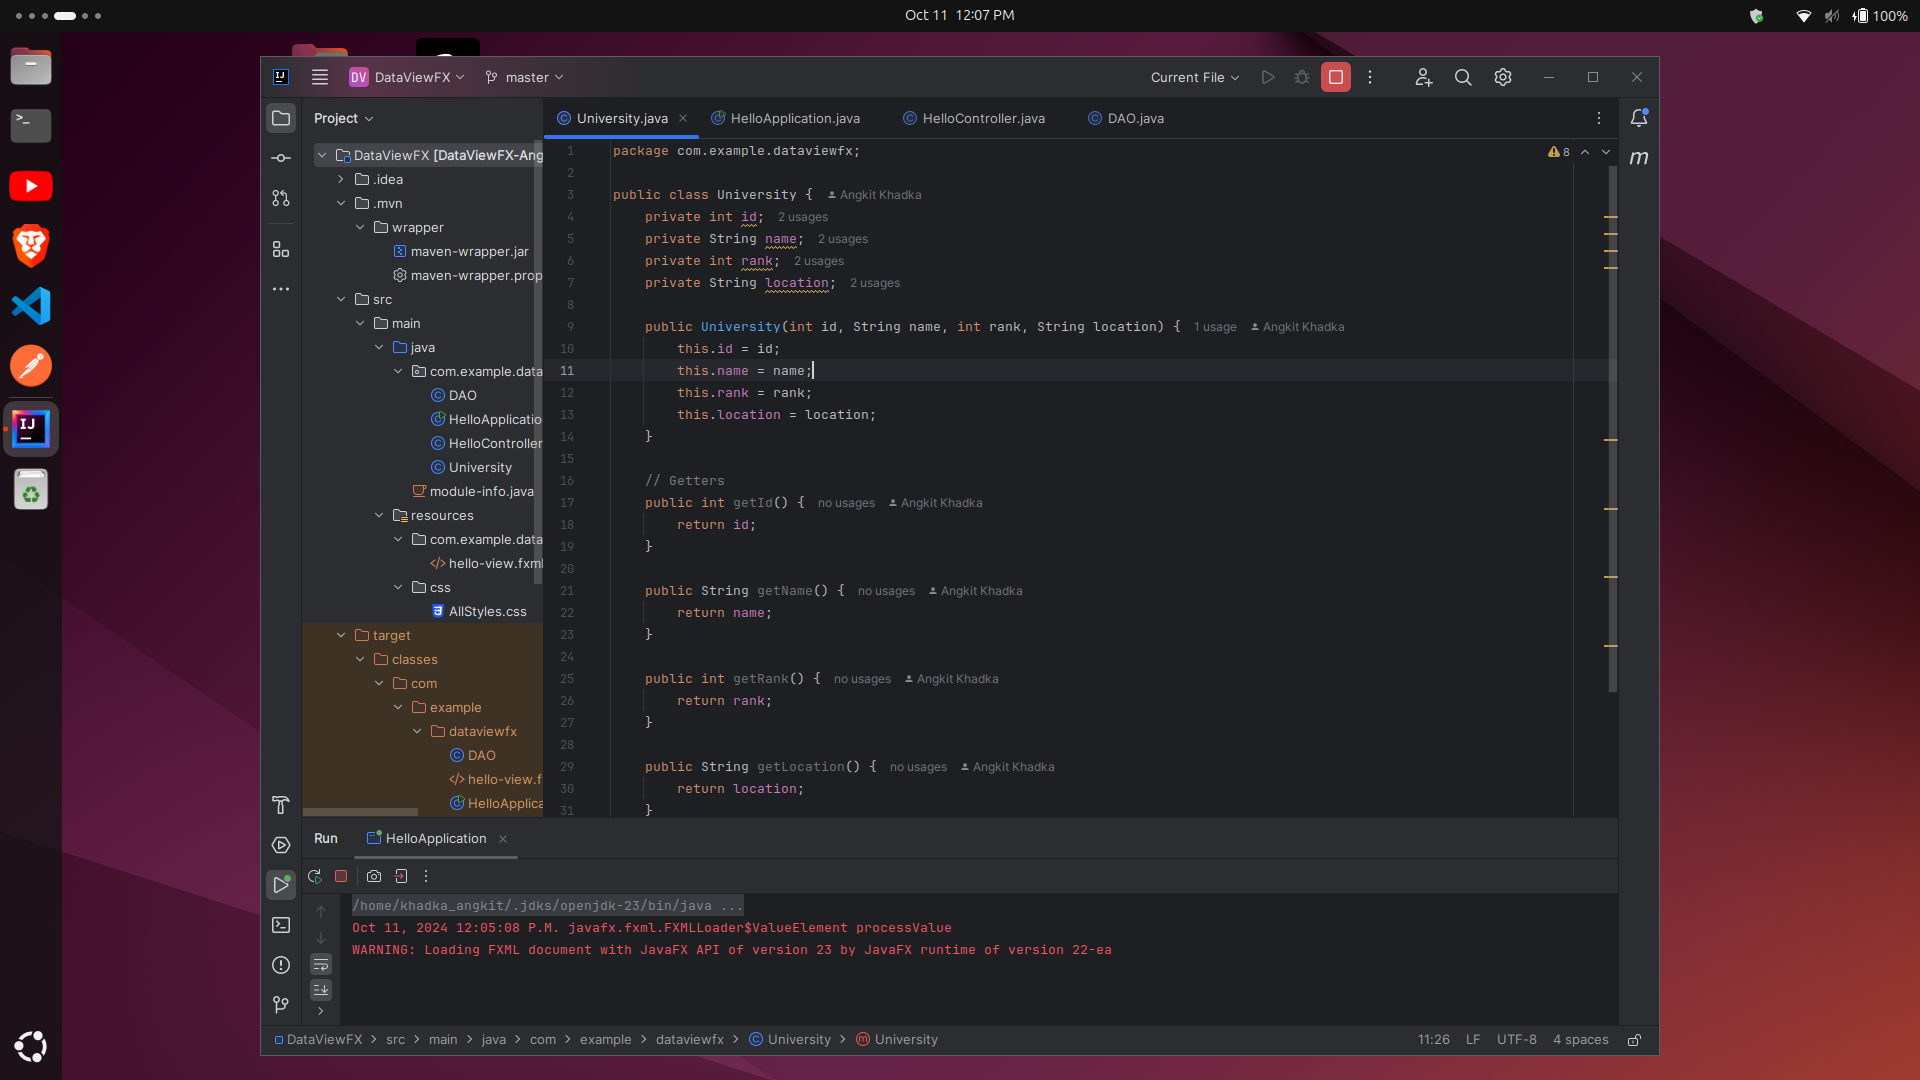 Oct 11 12:07 PM
100%
DV DataViewFX
master
Current File
Project
University.java
HelloApplication.java
HelloController.java
DAO.java
DataViewFX [DataViewFX-Ang
.idea
.mvn
wrapper
maven-wrapper.jar
maven-wrapper.prop
src
main
java
com.example.data
DAO
HelloApplicatio
HelloController
University
module-info.java
resources
com.example.data
hello-view.fxml
css
AllStyles.css
target
classes
com
example
dataviewfx
DAO
hello-view.f
HelloApplica
8
1 package com.example.dataviewfx;
2
3 public class University { Angkit Khadka
4 private int id; 2 usages
5 private String name; 2 usages
6 private int rank; 2 usages
7 private String location; 2 usages
8
9 public University(int id, String name, int rank, String location) { 1 usage Angkit Khadka
10 this.id = id;
11 this.name = name;
12 this.rank = rank;
13 this.location = location;
14 }
15
16 // Getters
17 public int getId() { no usages Angkit Khadka
18 return id;
19 }
20
21 public String getName() { no usages Angkit Khadka
22 return name;
23 }
24
25 public int getRank() { no usages Angkit Khadka
26 return rank;
27 }
28
29 public String getLocation() { no usages Angkit Khadka
30 return location;
31 }
m
Run
HelloApplication
/home/khadka_angkit/.jdks/openjdk-23/bin/java ...
Oct 11, 2024 12:05:08 P.M. javafx.fxml.FXMLLoader$ValueElement processValue
WARNING: Loading FXML document with JavaFX API of version 23 by JavaFX runtime of version 22-ea
DataViewFX > src > main > java > com > example > dataviewfx > University > University
11:26 LF UTF-8 4 spaces
IJ